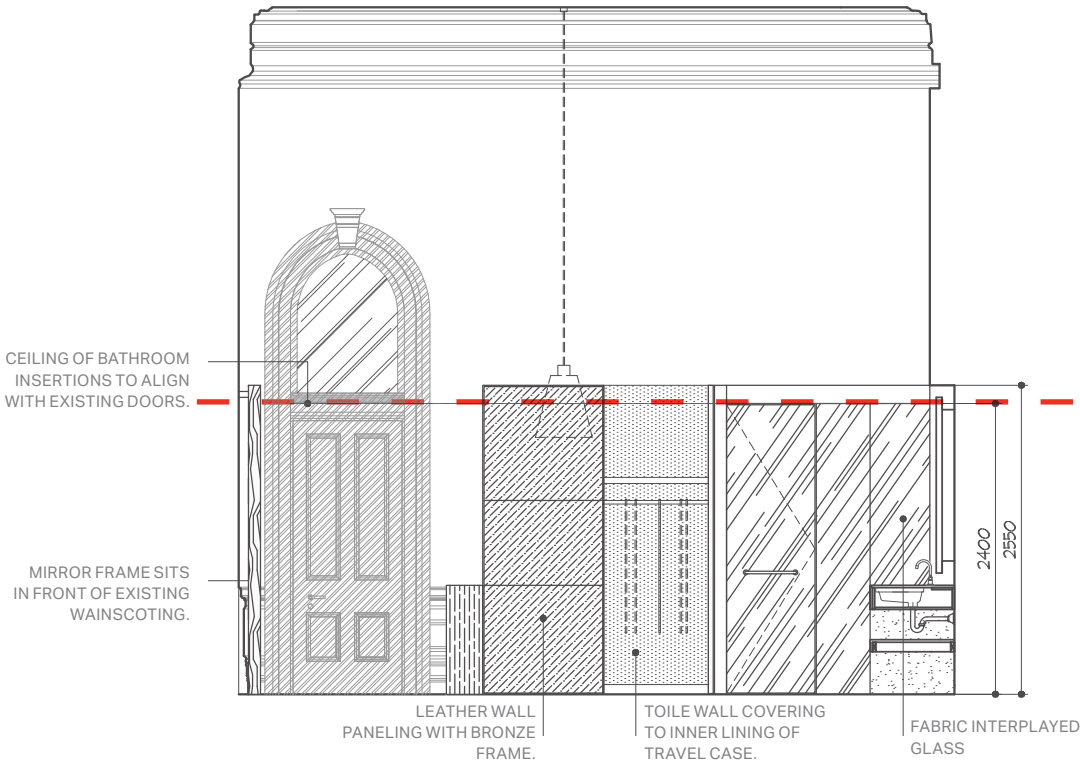 CEILING OF BATHROOM
INSERTIONS TO ALIGN
WITH EXISTING DOORS.
MIRROR FRAME SITS
IN FRONT OF EXISTING
WAINSCOTING.
2400
2550
LEATHER WALL
PANELING WITH BRONZE
FRAME.
TOILE WALL COVERING
TO INNER LINING OF
TRAVEL CASE.
FABRIC INTERPLAYED
GLASS